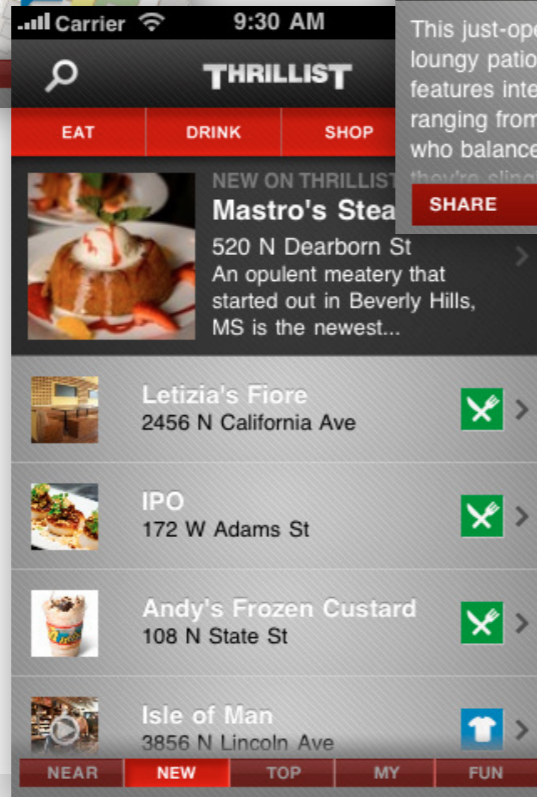 Carrier 9:30 AM
THRILLIST
EAT DRINK SHOP
This just-ope
loungy patio
features inte
ranging from
who balance
they're sling
SHARE
NEW ON THRILLIST
Mastro's Stea
520 N Dearborn St
An opulent meatery that
started out in Beverly Hills,
MS is the newest...
Letizia's Fiore
2456 N California Ave
IPO
172 W Adams St
Andy's Frozen Custard
108 N State St
Isle of Man
3856 N Lincoln Ave
NEAR NEW TOP MY FUN